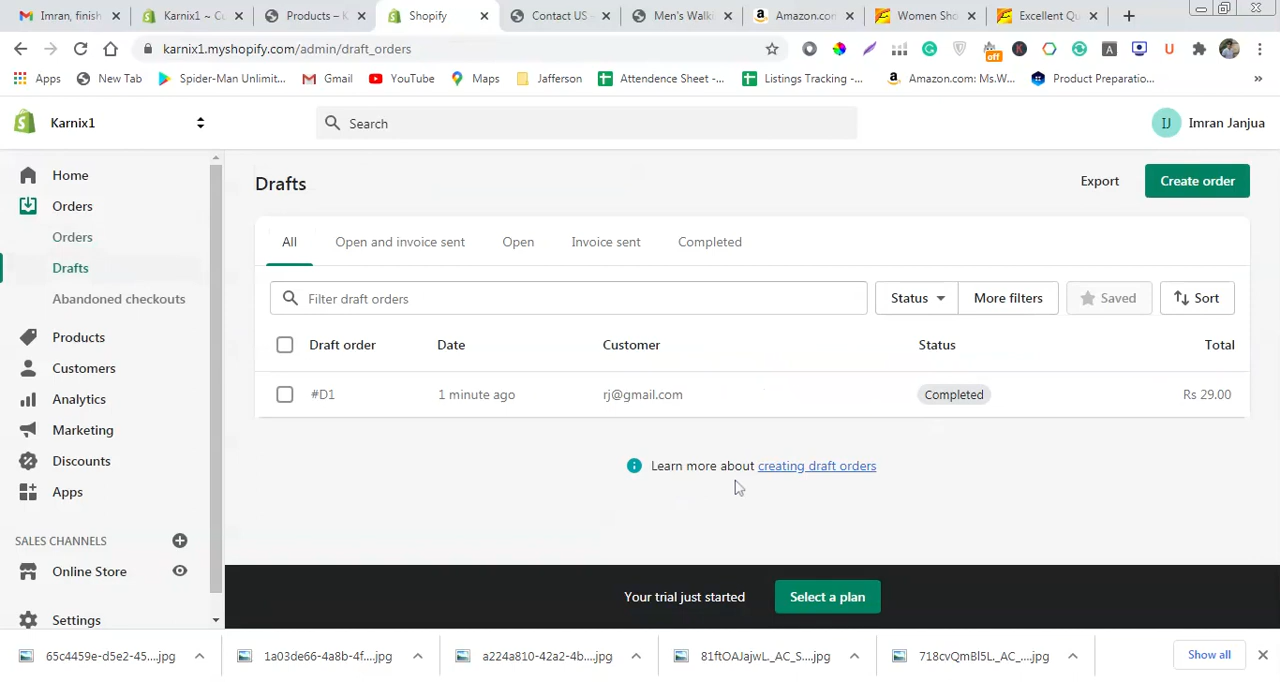 Imran, finish
Karnix1 ~ Cu
Products – K
Shopify
Contact US –
Men's Walki
Amazon.co
Women Sho
Excellent Qu
karnix1.myshopify.com/admin/draft_orders
Apps
New Tab
Spider-Man Unlimit...
Gmail
YouTube
Maps
Jafferson
Attendence Sheet -...
Listings Tracking -...
Amazon.com: Ms.W...
Product Preparatio...
»
Karnix1
Search
IJ
Imran Janjua
Home
Orders
Orders
Drafts
Abandoned checkouts
Products
Customers
Analytics
Marketing
Discounts
Apps
SALES CHANNELS
Online Store
Settings
Drafts
Export
Create order
All
Open and invoice sent
Open
Invoice sent
Completed
Filter draft orders
Status
More filters
Saved
Sort
Draft order
Date
Customer
Status
Total
#D1
1 minute ago
rj@gmail.com
Completed
Rs 29.00
Learn more about creating draft orders
Your trial just started
Select a plan
65c4459e-d5e2-45....jpg
1a03de66-4a8b-4f....jpg
a224a810-42a2-4b....jpg
81ftOAJajwL._AC_S....jpg
718cvQmBl5L._AC_....jpg
Show all